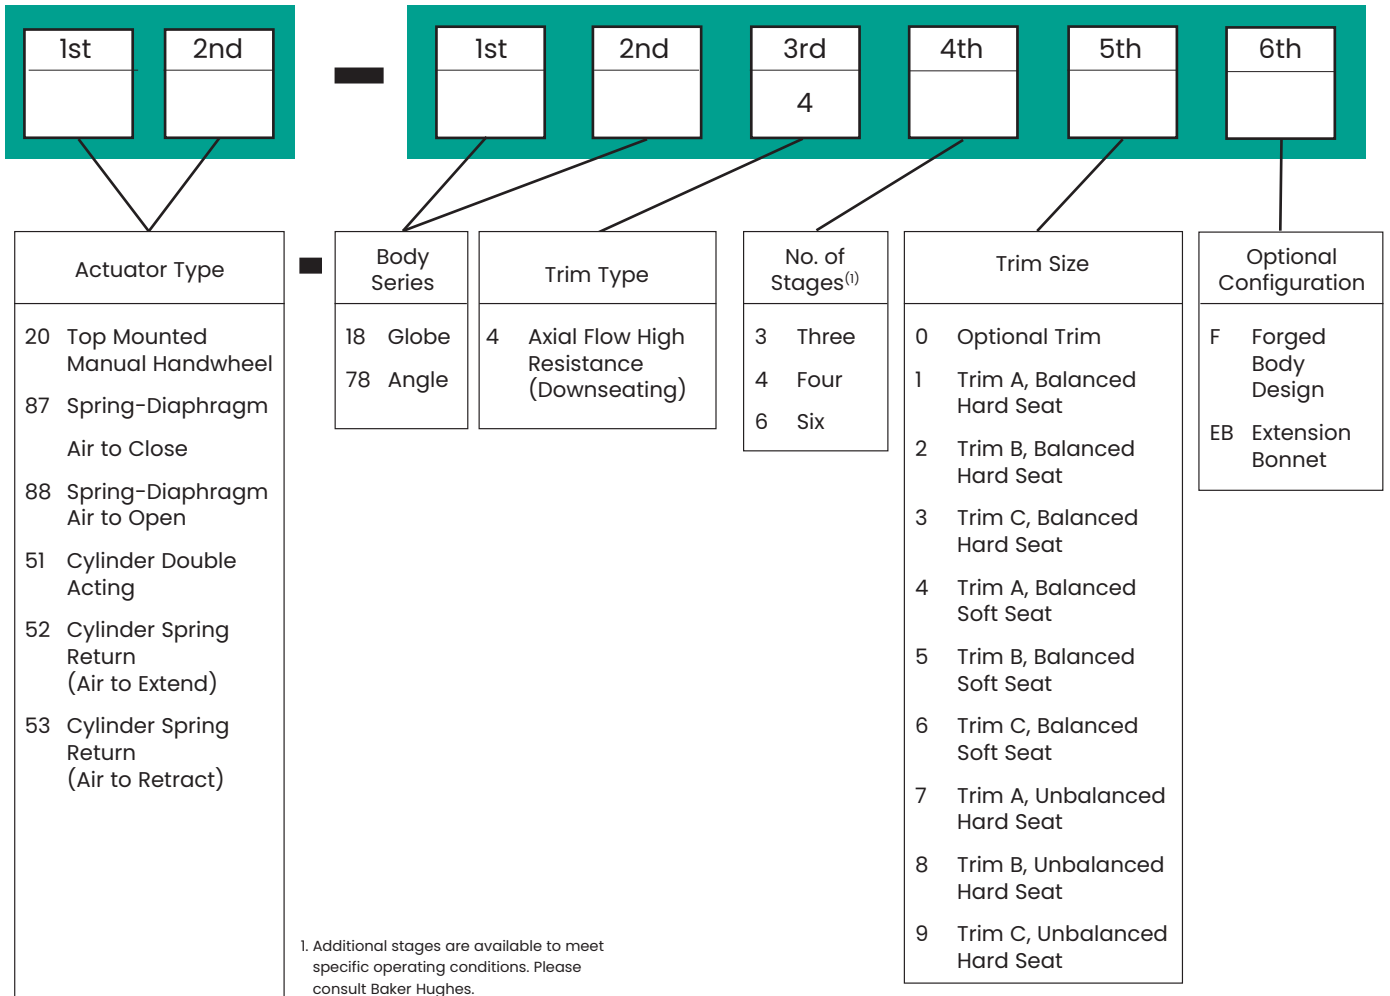 1st
2nd
1st
2nd
3rd
4th
5th
6th
4
Actuator Type
20 Top Mounted
Manual Handwheel
87 Spring-Diaphragm
Air to Close
88 Spring-Diaphragm
Air to Open
51 Cylinder Double
Acting
52 Cylinder Spring
Return
(Air to Extend)
53 Cylinder Spring
Return
(Air to Retract)
Body
Series
18 Globe
78 Angle
Trim Type
4 Axial Flow High
Resistance
(Downseating)
No. of
Stages(1)
3 Three
4 Four
6 Six
Trim Size
0 Optional Trim
1 Trim A, Balanced
Hard Seat
2 Trim B, Balanced
Hard Seat
3 Trim C, Balanced
Hard Seat
4 Trim A, Balanced
Soft Seat
5 Trim B, Balanced
Soft Seat
6 Trim C, Balanced
Soft Seat
7 Trim A, Unbalanced
Hard Seat
8 Trim B, Unbalanced
Hard Seat
9 Trim C, Unbalanced
Hard Seat
Optional
Configuration
F Forged
Body
Design
EB Extension
Bonnet
1. Additional stages are available to meet
specific operating conditions. Please
consult Baker Hughes.